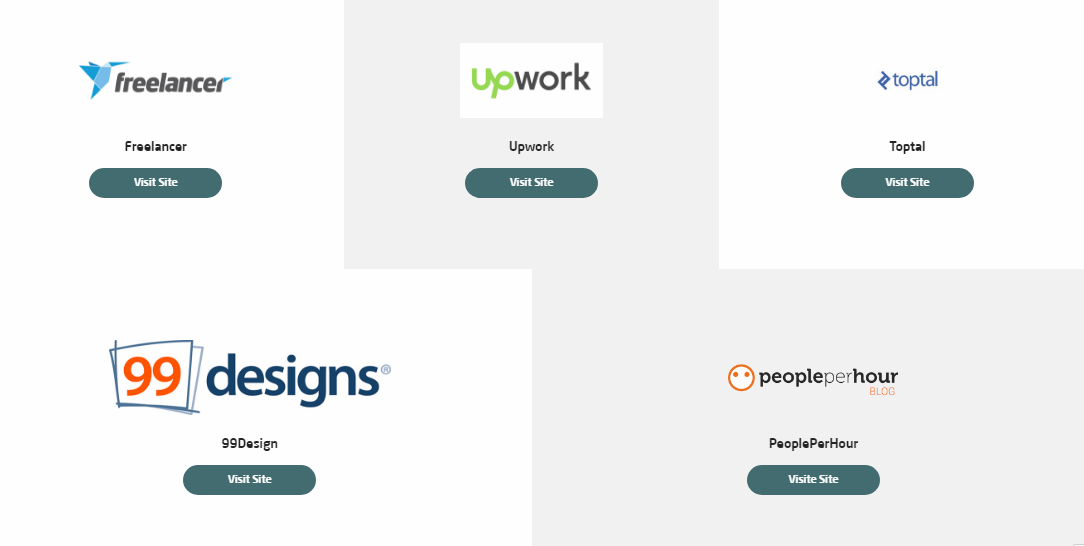 freelancer
upwork
toptal
Freelancer
Upwork
Toptal
Visit Site
Visit Site
Visit Site
99designs®
peopleperhour
BLOG
99Design
PeoplePerHour
Visit Site
Visite Site